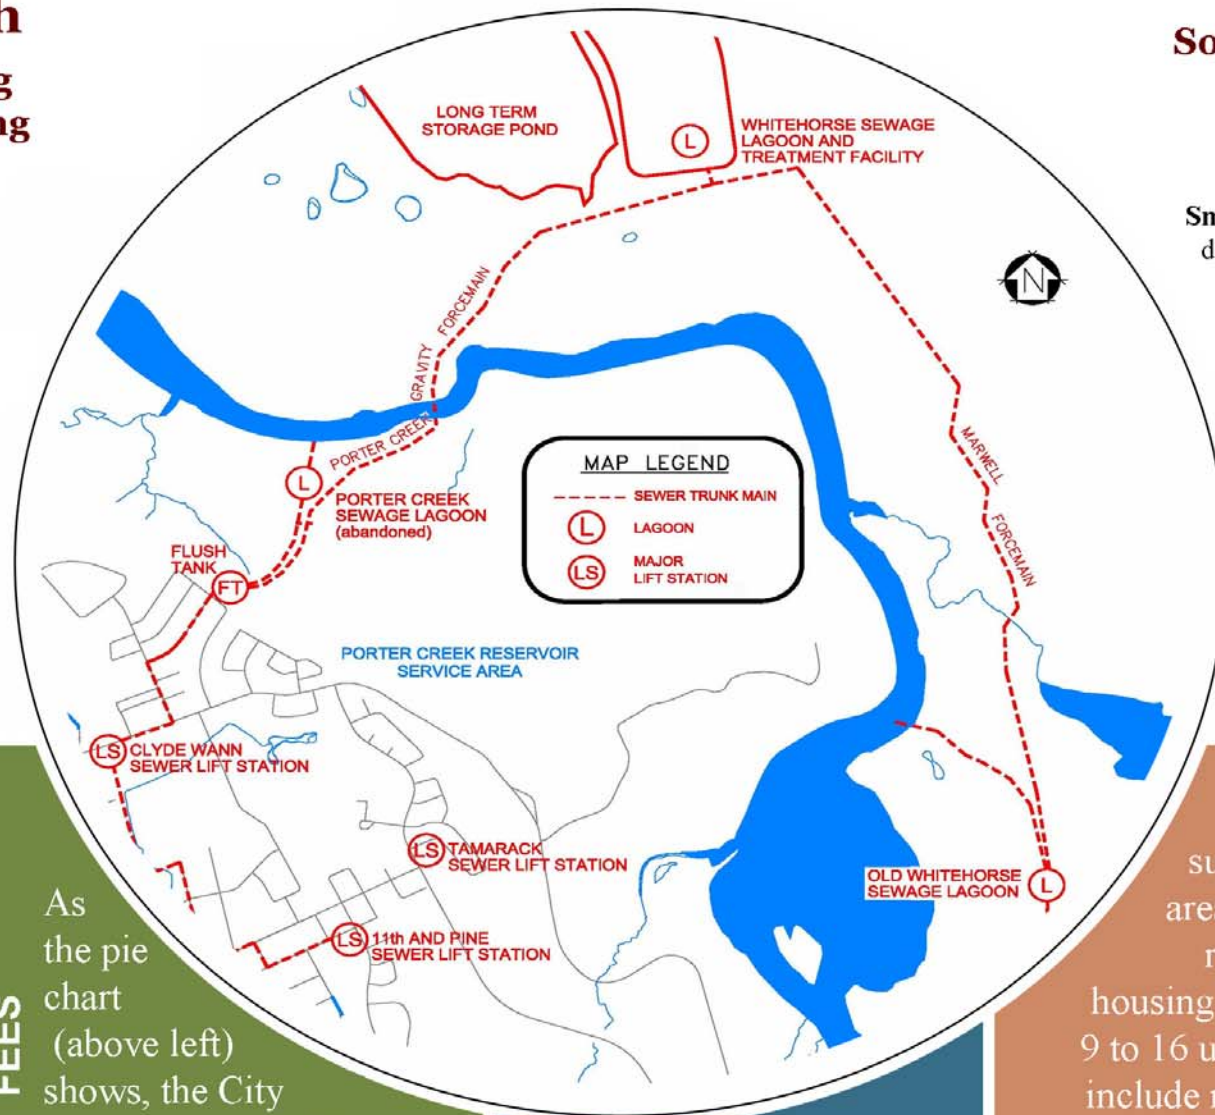 h
g
ng
So
Sn
d
LONG TERM
STORAGE POND
L
WHITEHORSE SEWAGE
LAGOON AND
TREATMENT FACILITY
N
GRAVITY FORCEMAIN
PORTER CREEK
L
PORTER CREEK
SEWAGE LAGOON
(abandoned)
MAP LEGEND
SEWER TRUNK MAIN
L LAGOON
LS MAJOR
LIFT STATION
MARWELL FORCEMAIN
FLUSH
TANK
FT
PORTER CREEK RESERVOIR
SERVICE AREA
LS CLYDE WANN
SEWER LIFT STATION
LS TAMARACK
SEWER LIFT STATION
LS 11th AND PINE
SEWER LIFT STATION
OLD WHITEHORSE
SEWAGE LAGOON
L
FEES
As
the pie
chart
(above left)
shows, the City
su
are
housing
9 to 16 u
include